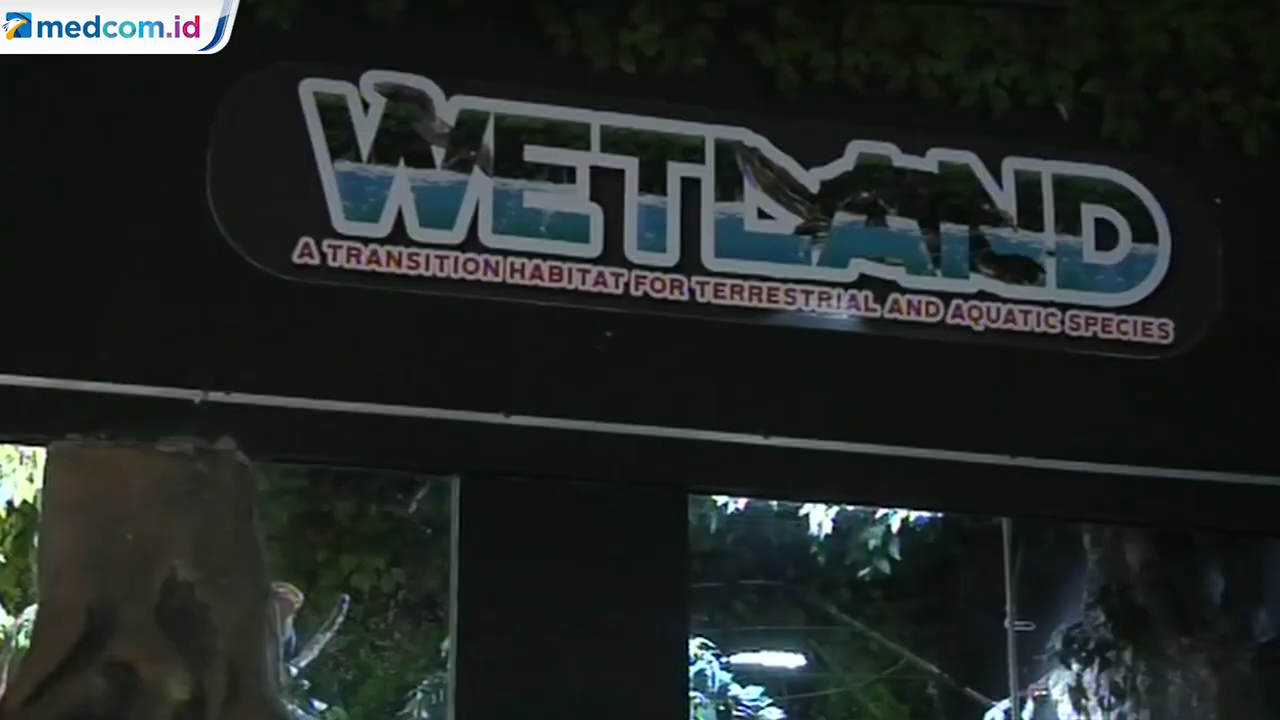 medcom.id
WETLAND
A TRANSITION HABITAT FOR TERRESTRIAL AND AQUATIC SPECIES